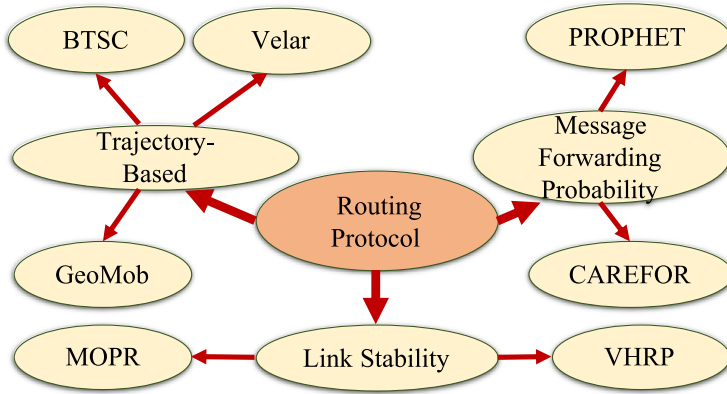 BTSC
Velar
PROPHET
Trajectory-
Based
Message
Forwarding
Probability
Routing
Protocol
GeoMob
CAREFOR
MOPR
Link Stability
VHRP